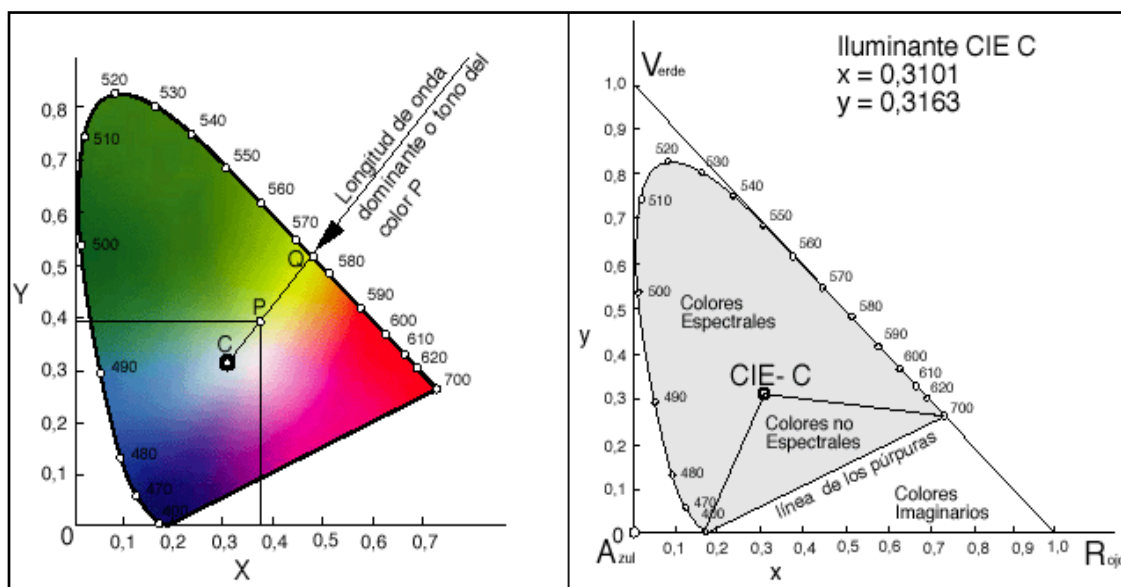 520
530
510
540
550
560
570
500
Q
580
590
P
600
610
C
620
700
490
480
470
400
Longitud de onda
dominante o tono del
color P
0,8
0,7
0,6
0,5
Y
0,4
0,3
0,2
0,1
0
0,1 0,2 0,3 0,4 0,5 0,6 0,7
X
Iluminante CIE C
x = 0,3101
y = 0,3163
Verde
1,0
0,9
0,8
0,7
0,6
0,5
y
0,4
0,3
0,2
0,1
0,0
520
530
510
540
550
560
570
500
580
590
600
610
620
700
490
480
470
400
Colores
Espectrales
CIE- C
Colores no
Espectrales
línea de los púrpuras
Colores
Imaginarios
Azul
0,1 0,2 0,3 0,4 0,5 0,6 0,7 0,8 1,0
Rojo
x